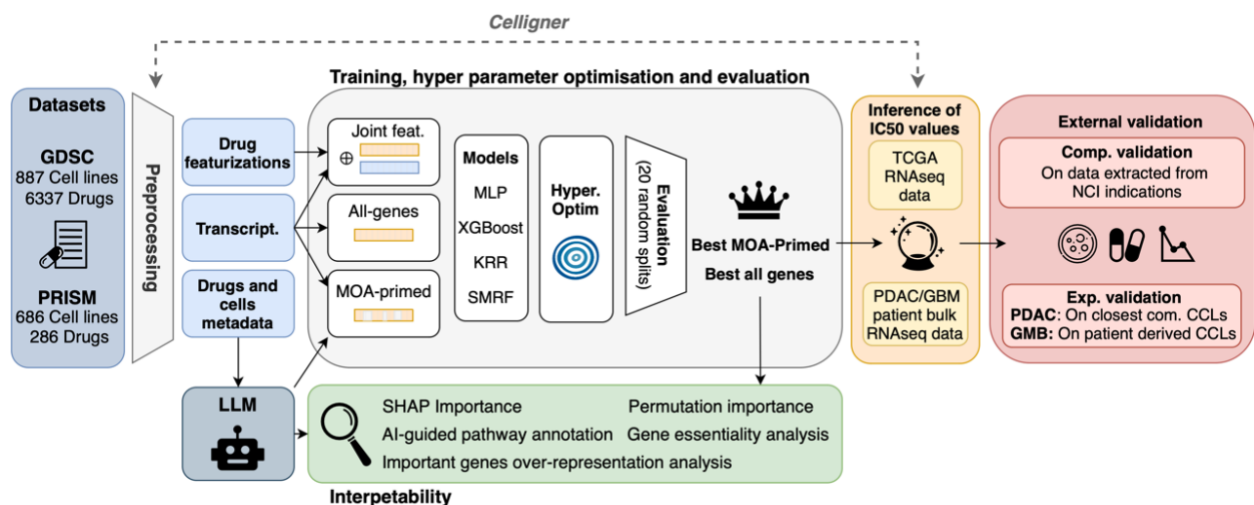 Celligner
Training, hyper parameter optimisation and evaluation
Datasets
GDSC
887 Cell lines
6337 Drugs
PRISM
686 Cell lines
286 Drugs
Preprocessing
Drug
featurizations
Transcript.
Drugs and
cells
metadata
LLM
Joint feat.
⊕
All-genes
MOA-primed
Models
MLP
XGBoost
KRR
SMRF
Hyper.
Optim
Evaluation
(20 random splits)
Best MOA-Primed
Best all genes
Inference of
IC50 values
TCGA
RNAseq
data
PDAC/GBM
patient bulk
RNAseq data
External validation
Comp. validation
On data extracted from
NCI indications
Exp. validation
PDAC: On closest com. CCLs
GMB: On patient derived CCLs
SHAP Importance
Permutation importance
AI-guided pathway annotation
Gene essentiality analysis
Important genes over-representation analysis
Interpetability